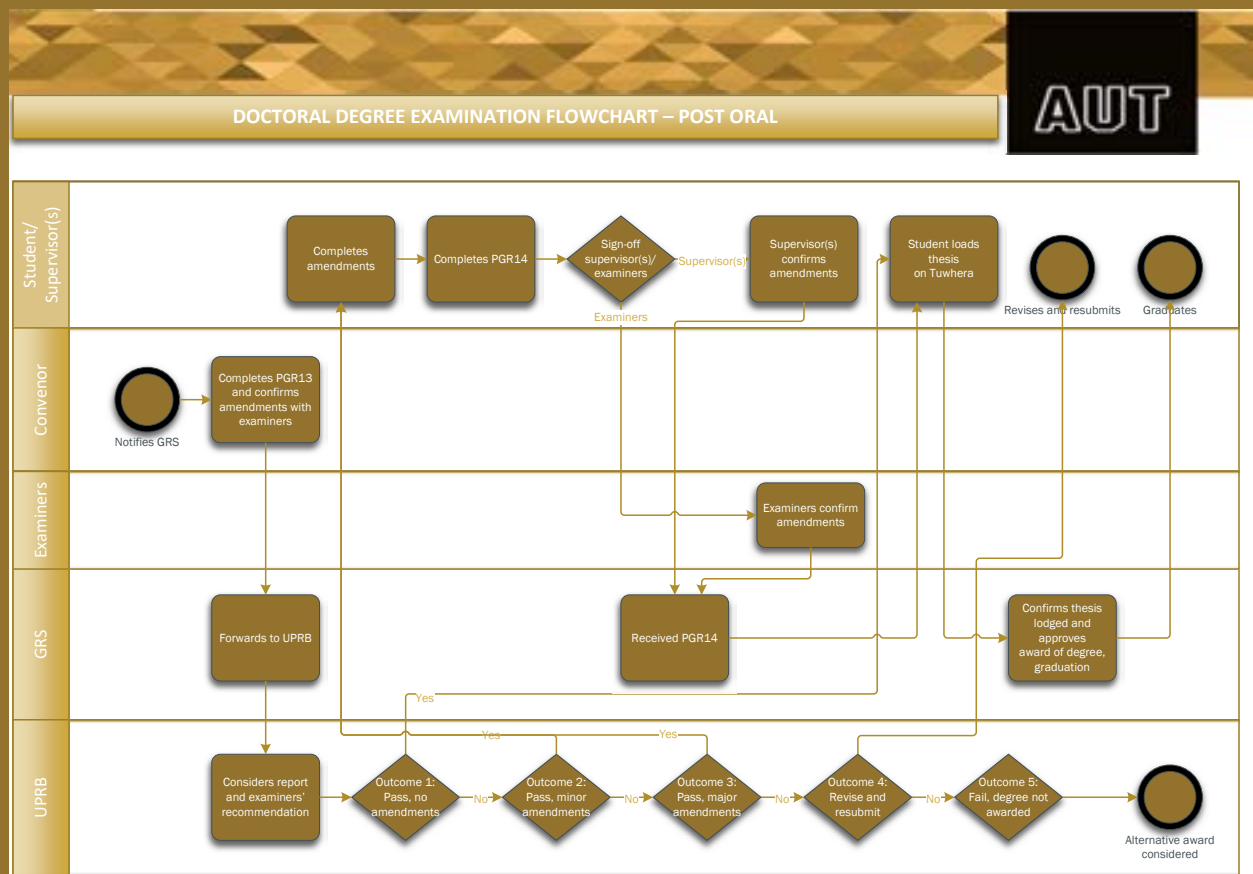 AUT
DOCTORAL DEGREE EXAMINATION FLOWCHART – POST ORAL
Student/
Supervisor(s)
Completes
amendments
Completes PGR14
Sign-off
supervisor(s)/
examiners
Supervisor(s)
Examiners
Supervisor(s)
confirms
amendments
Student loads
thesis
on Tuwhera
Revises and resubmits
Graduates
Convenor
Notifies GRS
Completes PGR13
and confirms
amendments with
examiners
Examiners
Examiners confirm
amendments
GRS
Forwards to UPRB
Received PGR14
Confirms thesis
lodged and
approves
award of degree,
graduation
Yes
Yes
Yes
UPRB
Considers report
and examiners’
recommendation
Outcome 1:
Pass, no
amendments
No
Outcome 2:
Pass, minor
amendments
No
Outcome 3:
Pass, major
amendments
No
Outcome 4:
Revise and
resubmit
No
Outcome 5:
Fail, degree not
awarded
Alternative award
considered